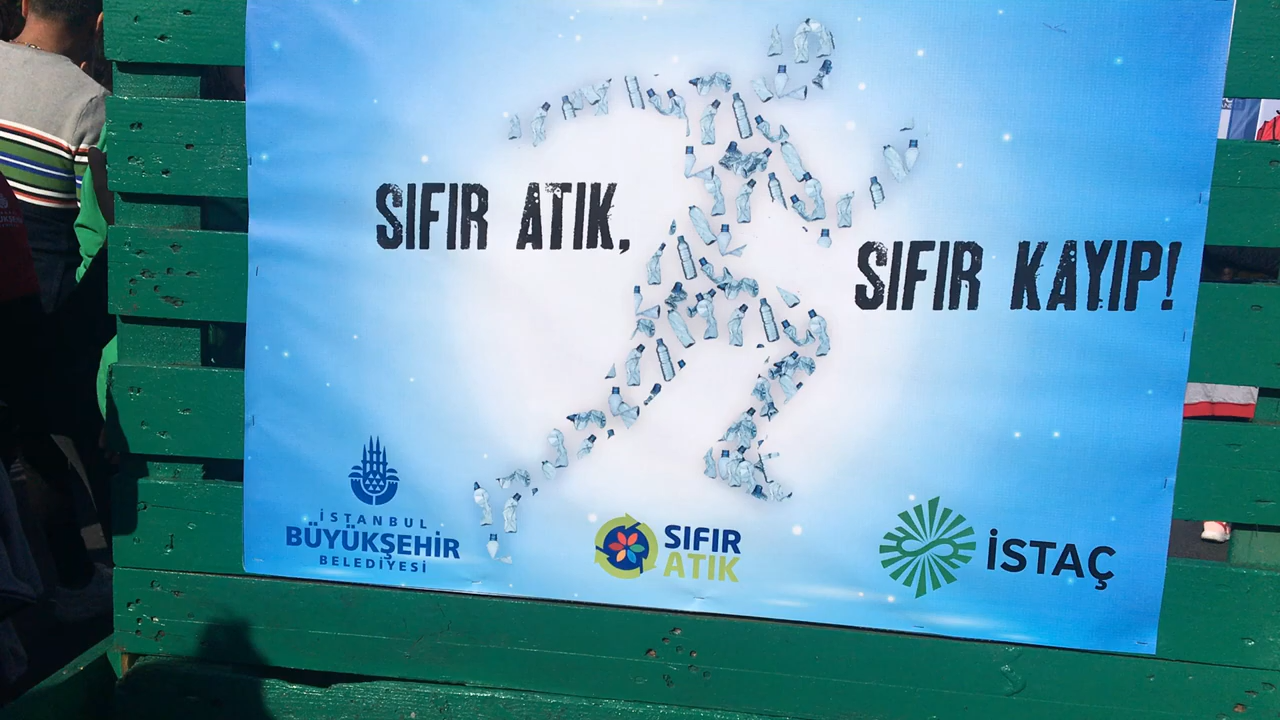 SIFIR ATIK,
SIFIR KAYIP!
İSTANBUL
BÜYÜKŞEHİR
BELEDİYESİ
SIFIR
ATIK
İSTAÇ